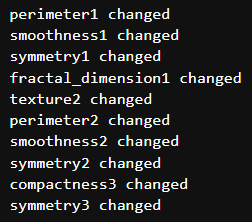 perimeter1 changed
smoothness1 changed
symmetry1 changed
fractal_dimension1 changed
texture2 changed
perimeter2 changed
smoothness2 changed
symmetry2 changed
compactness3 changed
symmetry3 changed